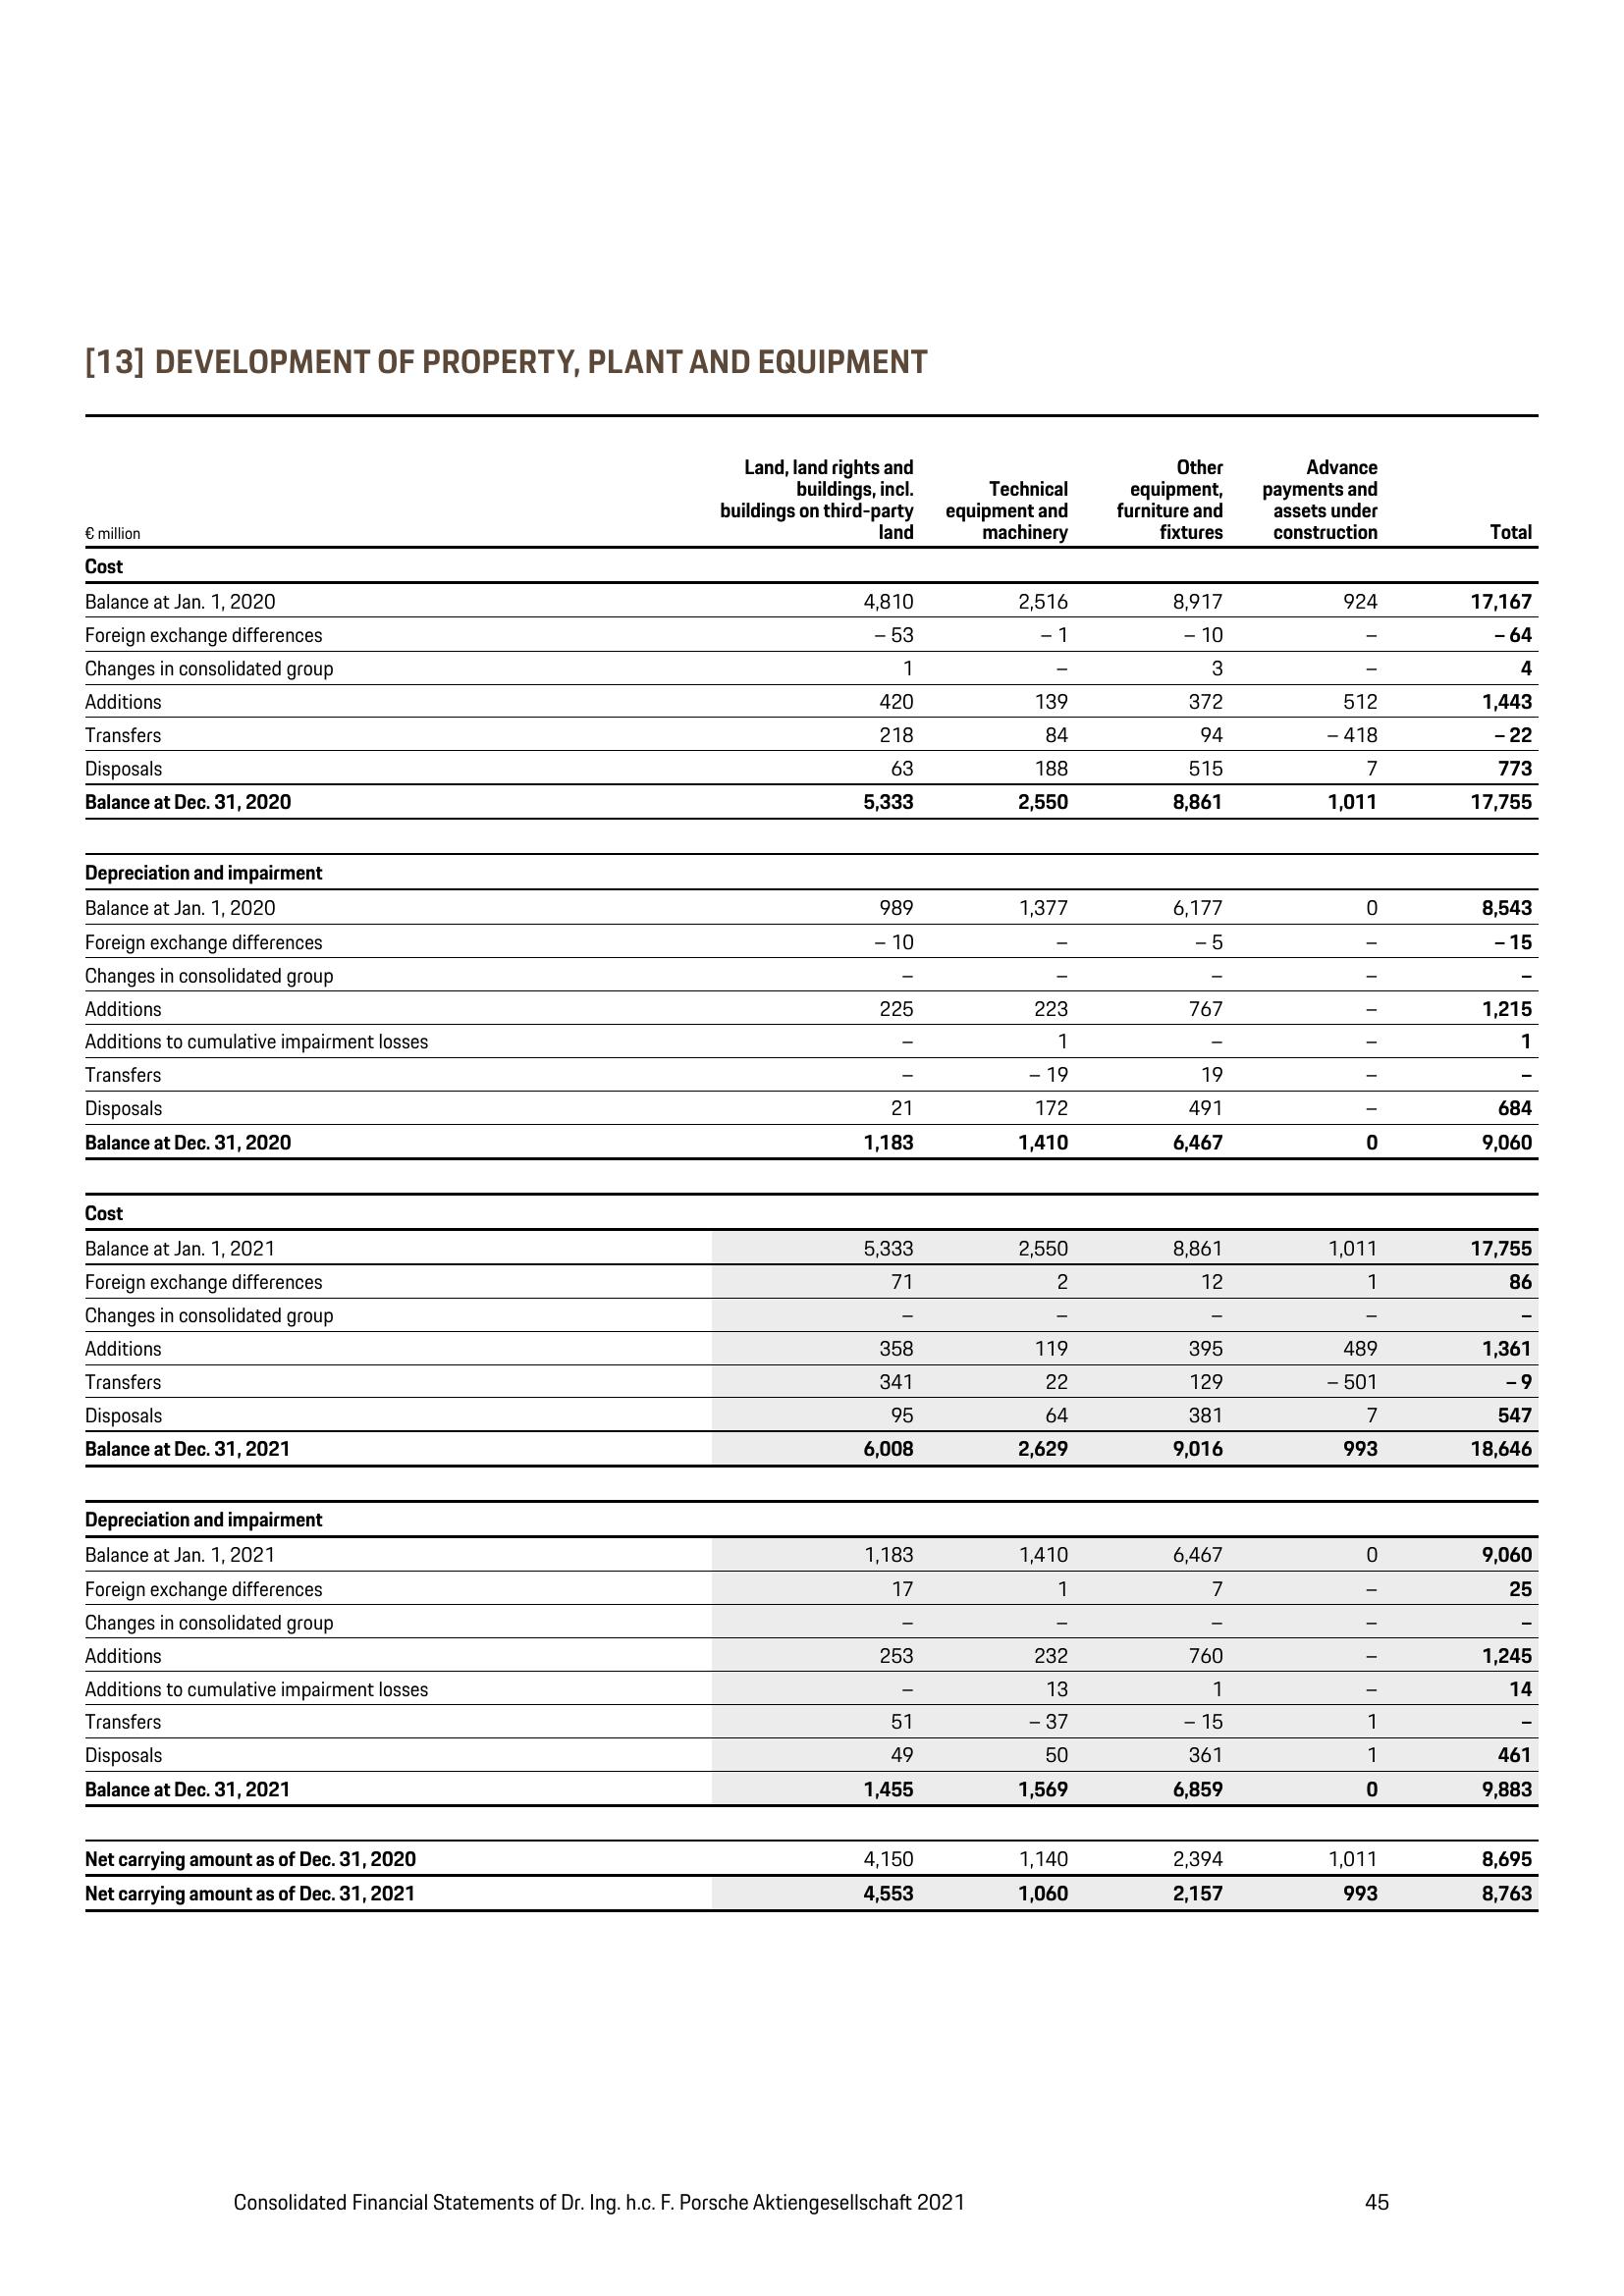 [13] DEVELOPMENT OF PROPERTY, PLANT AND EQUIPMENT
€ million Land, land rights and buildings, incl. buildings on third-party land Technical equipment and machinery Other equipment, furniture and fixtures Advance payments and assets under construction Total
Cost
Balance at Jan. 1, 2020 4,810 2,516 8,917 924 17,167
Foreign exchange differences – 53 – 1 – 10 – – 64
Changes in consolidated group 1 – 3 – 4
Additions 420 139 372 512 1,443
Transfers 218 84 94 – 418 – 22
Disposals 63 188 515 7 773
Balance at Dec. 31, 2020 5,333 2,550 8,861 1,011 17,755
Depreciation and impairment
Balance at Jan. 1, 2020 989 1,377 6,177 0 8,543
Foreign exchange differences – 10 – – 5 – – 15
Changes in consolidated group – – – – –
Additions 225 223 767 – 1,215
Additions to cumulative impairment losses – 1 – – 1
Transfers – – 19 19 – –
Disposals 21 172 491 – 684
Balance at Dec. 31, 2020 1,183 1,410 6,467 0 9,060
Cost
Balance at Jan. 1, 2021 5,333 2,550 8,861 1,011 17,755
Foreign exchange differences 71 2 12 1 86
Changes in consolidated group – – – – –
Additions 358 119 395 489 1,361
Transfers 341 22 129 – 501 – 9
Disposals 95 64 381 7 547
Balance at Dec. 31, 2021 6,008 2,629 9,016 993 18,646
Depreciation and impairment
Balance at Jan. 1, 2021 1,183 1,410 6,467 0 9,060
Foreign exchange differences 17 1 7 – 25
Changes in consolidated group – – – – –
Additions 253 232 760 – 1,245
Additions to cumulative impairment losses – 13 1 – 14
Transfers 51 – 37 – 15 1 –
Disposals 49 50 361 1 461
Balance at Dec. 31, 2021 1,455 1,569 6,859 0 9,883
Net carrying amount as of Dec. 31, 2020 4,150 1,140 2,394 1,011 8,695
Net carrying amount as of Dec. 31, 2021 4,553 1,060 2,157 993 8,763
Consolidated Financial Statements of Dr. Ing. h.c. F. Porsche Aktiengesellschaft 2021 45